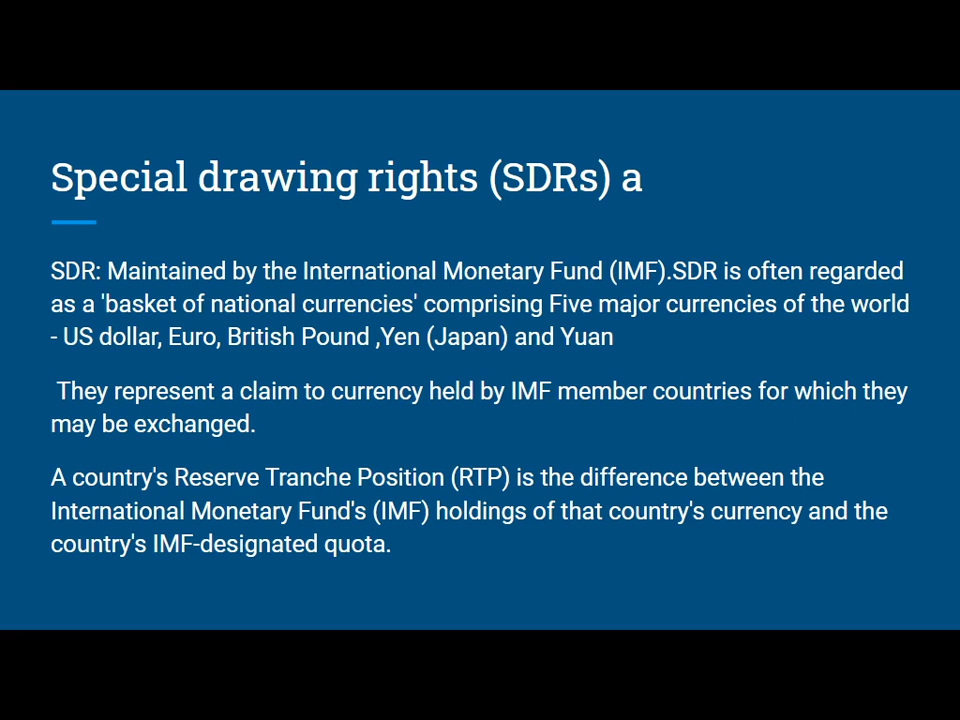 Special drawing rights (SDRs) a
SDR: Maintained by the International Monetary Fund (IMF).SDR is often regarded
as a 'basket of national currencies' comprising Five major currencies of the world
- US dollar, Euro, British Pound ,Yen (Japan) and Yuan
They represent a claim to currency held by IMF member countries for which they
may be exchanged.
A country's Reserve Tranche Position (RTP) is the difference between the
International Monetary Fund's (IMF) holdings of that country's currency and the
country's IMF-designated quota.